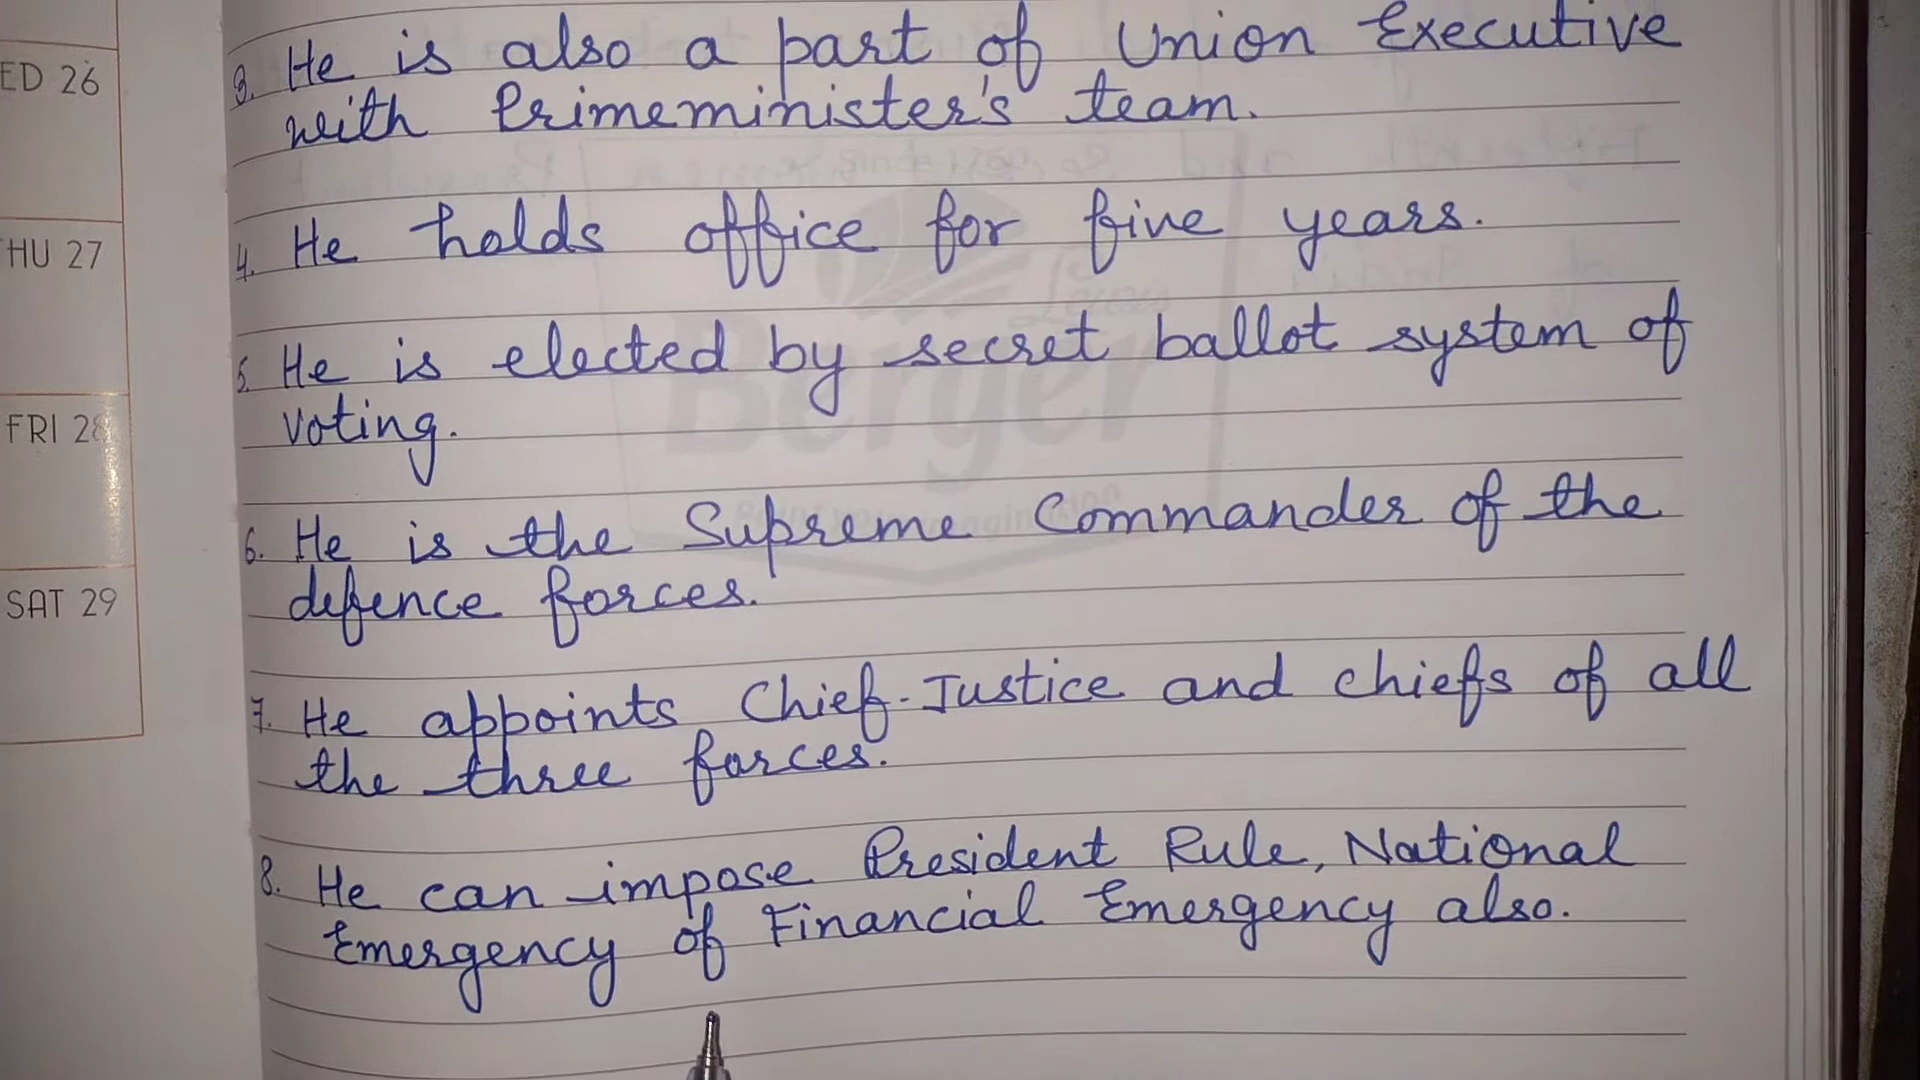 3. He is also a part of Union Executive
with Primeminister's team.
ED 26
4. He holds office for five years.
HU 27
5. He is elected by secret ballot system of
voting.
FRI 28
6. He is the Supreme Commander of the
defence forces.
SAT 29
7. He appoints Chief-Justice and chiefs of all
the three forces.
8. He can impose President Rule, National
Emergency of Financial Emergency also.
Berger